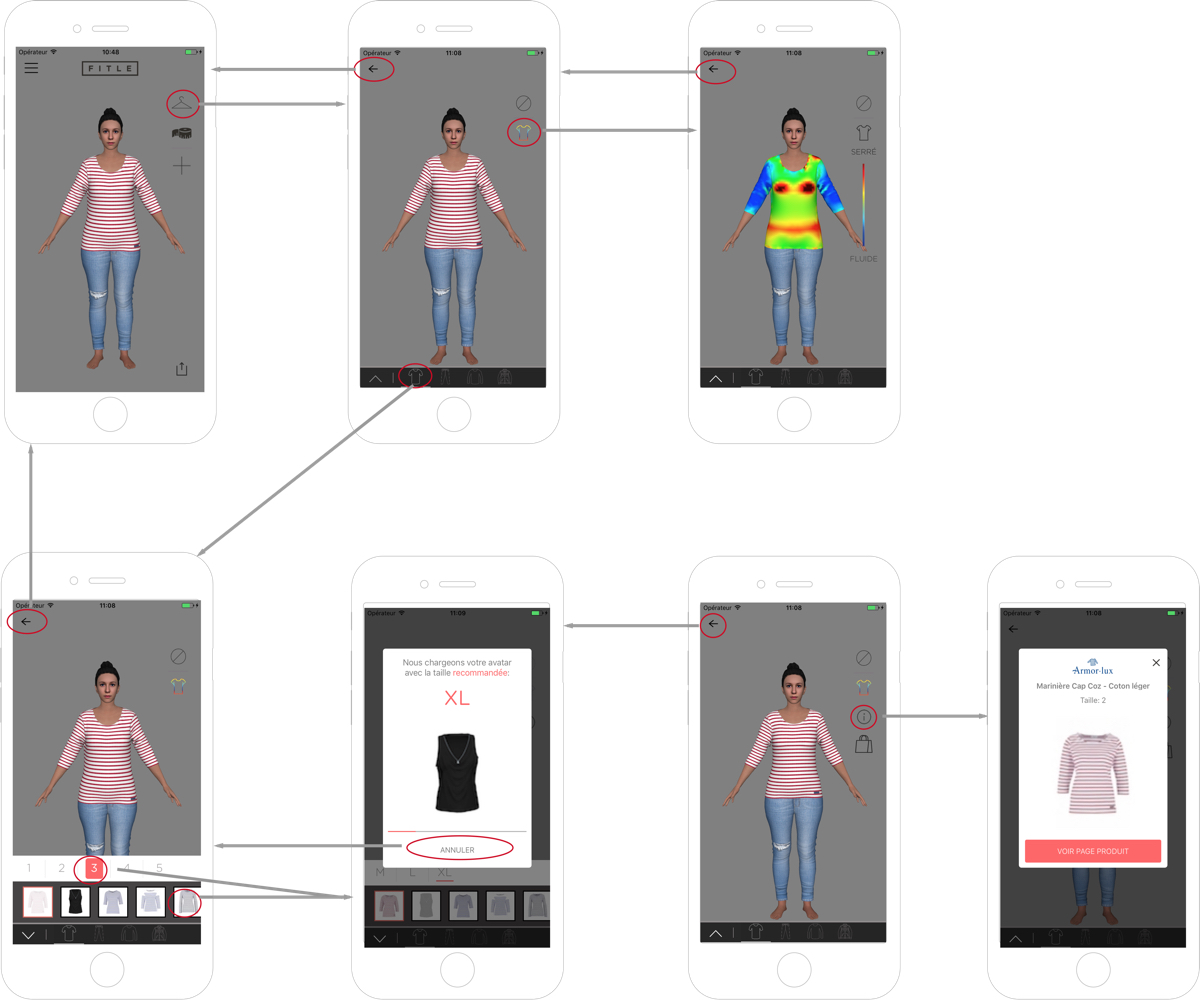 Opérateur 10:48
FITLE
Opérateur 11:08
Opérateur 11:08
SERRÉ
FLUIDE
Opérateur 11:08
1 2 3 4 5
Opérateur 11:09
Nous chargeons votre avatar
avec la taille recommandée:
XL
ANNULER
M L XL
Opérateur 11:08
Opérateur 11:08
Armor-lux
Marinière Cap Coz - Coton léger
Taille: 2
VOIR PAGE PRODUIT